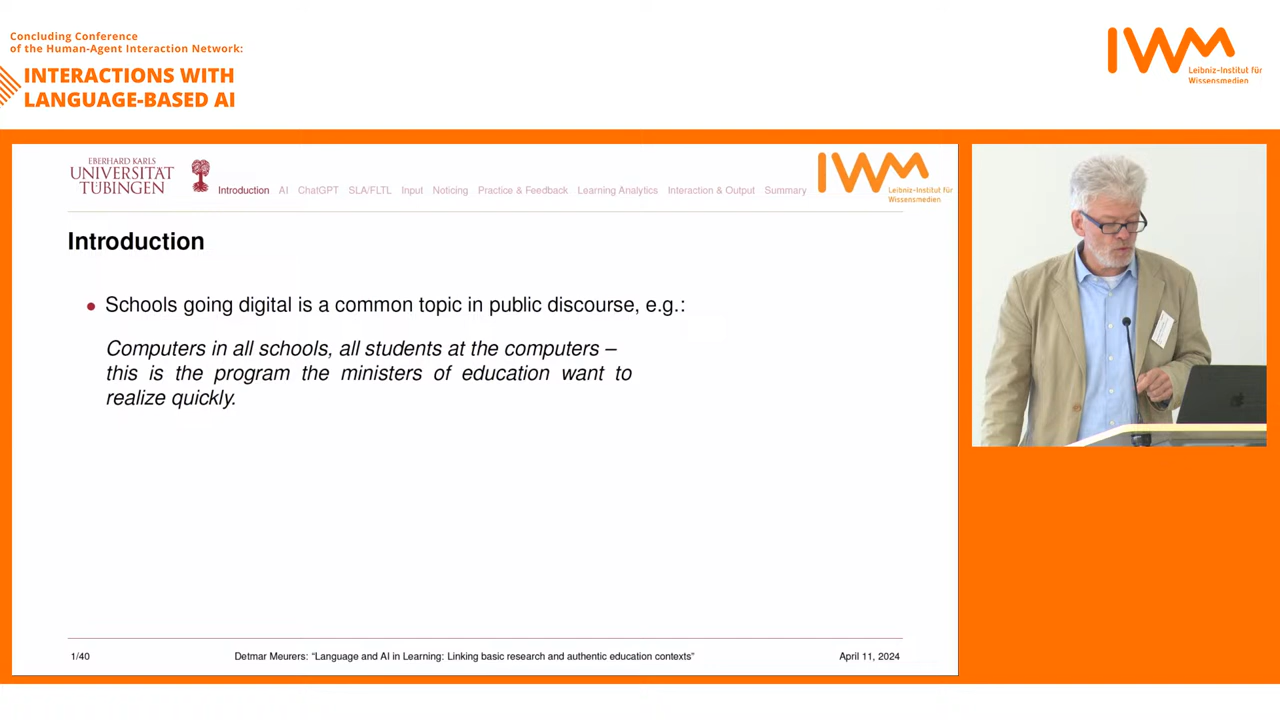 Concluding Conference
of the Human-Agent Interaction Network:
INTERACTIONS WITH
LANGUAGE-BASED AI
IWM
Leibniz-Institut für
Wissensmedien
EBERHARD KARLS
UNIVERSITÄT
TÜBINGEN
Introduction AI ChatGPT SLA/FLTL Input Noticing Practice & Feedback Learning Analytics Interaction & Output Summary
IWM
Leibniz-Institut für
Wissensmedien
Introduction
• Schools going digital is a common topic in public discourse, e.g.:
Computers in all schools, all students at the computers –
this is the program the ministers of education want to
realize quickly.
1/40 Detmar Meurers: “Language and AI in Learning: Linking basic research and authentic education contexts” April 11, 2024